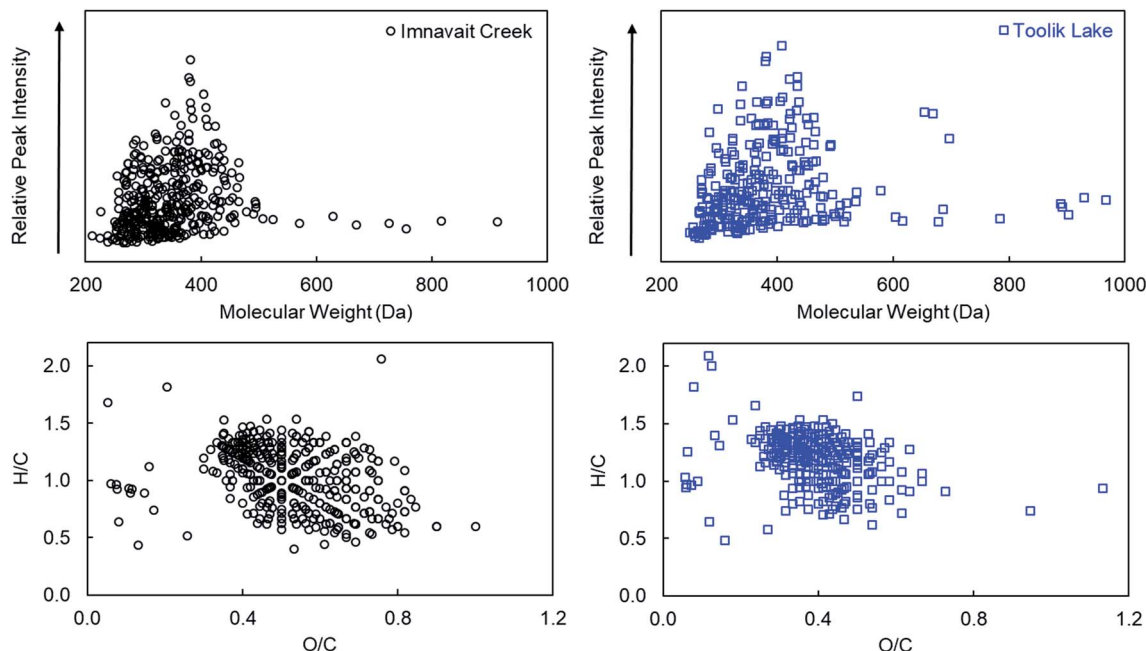 Relative Peak Intensity
Imnavait Creek
200 400 600 800 1000
Molecular Weight (Da)
Relative Peak Intensity
Toolik Lake
200 400 600 800 1000
Molecular Weight (Da)
H/C
2.0
1.5
1.0
0.5
0.0
0.0 0.4 0.8 1.2
O/C
H/C
2.0
1.5
1.0
0.5
0.0
0.0 0.4 0.8 1.2
O/C